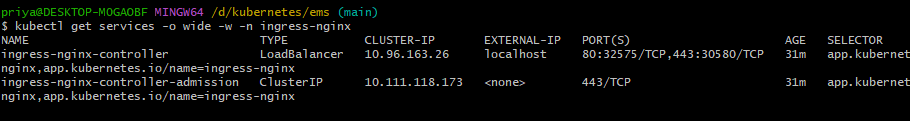 priya@DESKTOP-MOGAOBF MINGW64 /d/kubernetes/ems (main)
$ kubectl get services -o wide -w -n ingress-nginx
NAME                                 TYPE           CLUSTER-IP       EXTERNAL-IP   PORT(S)                      AGE   SELECTOR
ingress-nginx-controller             LoadBalancer   10.96.163.26     localhost     80:32575/TCP,443:30580/TCP   31m   app.kubernet
nginx,app.kubernetes.io/name=ingress-nginx
ingress-nginx-controller-admission   ClusterIP      10.111.118.173   <none>        443/TCP                      31m   app.kubernet
nginx,app.kubernetes.io/name=ingress-nginx